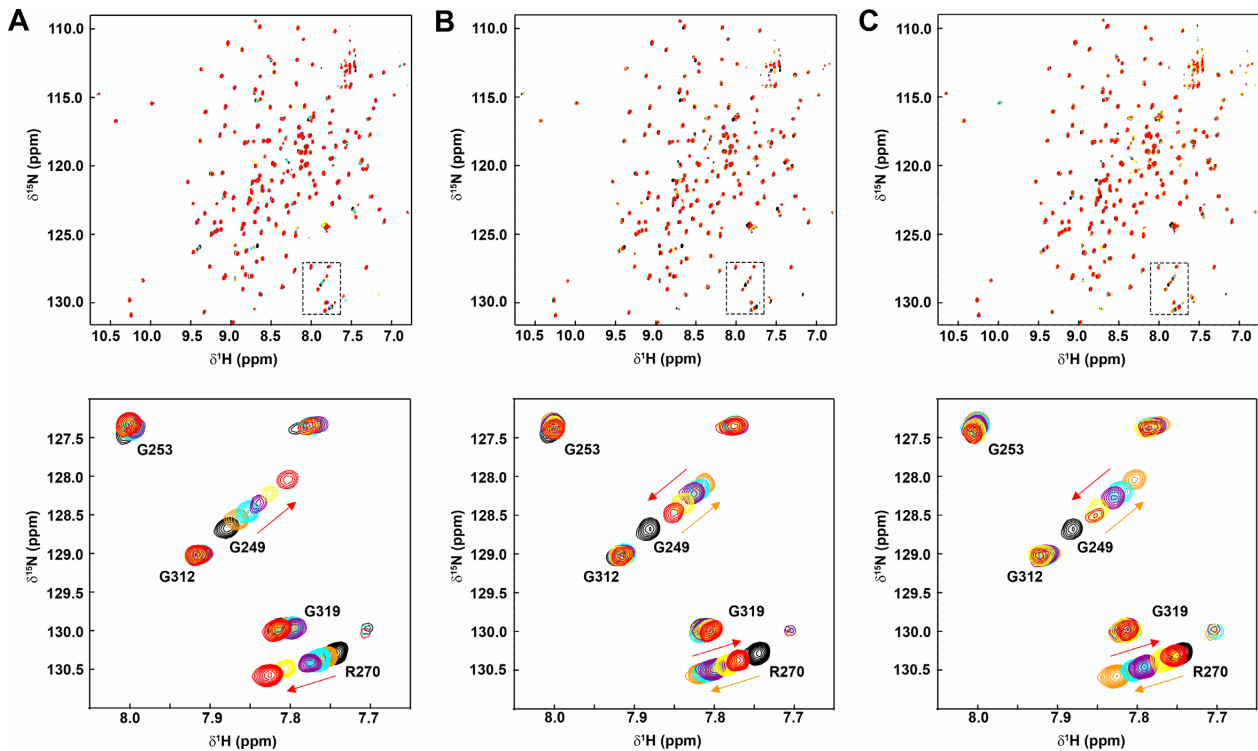 A
B
C
110.0
115.0
120.0
125.0
130.0
δ¹⁵N (ppm)
10.5 10.0 9.5 9.0 8.5 8.0 7.5 7.0
δ¹H (ppm)
110.0
115.0
120.0
125.0
130.0
δ¹⁵N (ppm)
10.5 10.0 9.5 9.0 8.5 8.0 7.5 7.0
δ¹H (ppm)
110.0
115.0
120.0
125.0
130.0
δ¹⁵N (ppm)
10.5 10.0 9.5 9.0 8.5 8.0 7.5 7.0
δ¹H (ppm)
127.5
128.0
128.5
129.0
129.5
130.0
130.5
δ¹⁵N (ppm)
G253
G249
G312
G319
R270
8.0 7.9 7.8 7.7
δ¹H (ppm)
127.5
128.0
128.5
129.0
129.5
130.0
130.5
δ¹⁵N (ppm)
G253
G249
G312
G319
R270
8.0 7.9 7.8 7.7
δ¹H (ppm)
127.5
128.0
128.5
129.0
129.5
130.0
130.5
δ¹⁵N (ppm)
G253
G249
G312
G319
R270
8.0 7.9 7.8 7.7
δ¹H (ppm)